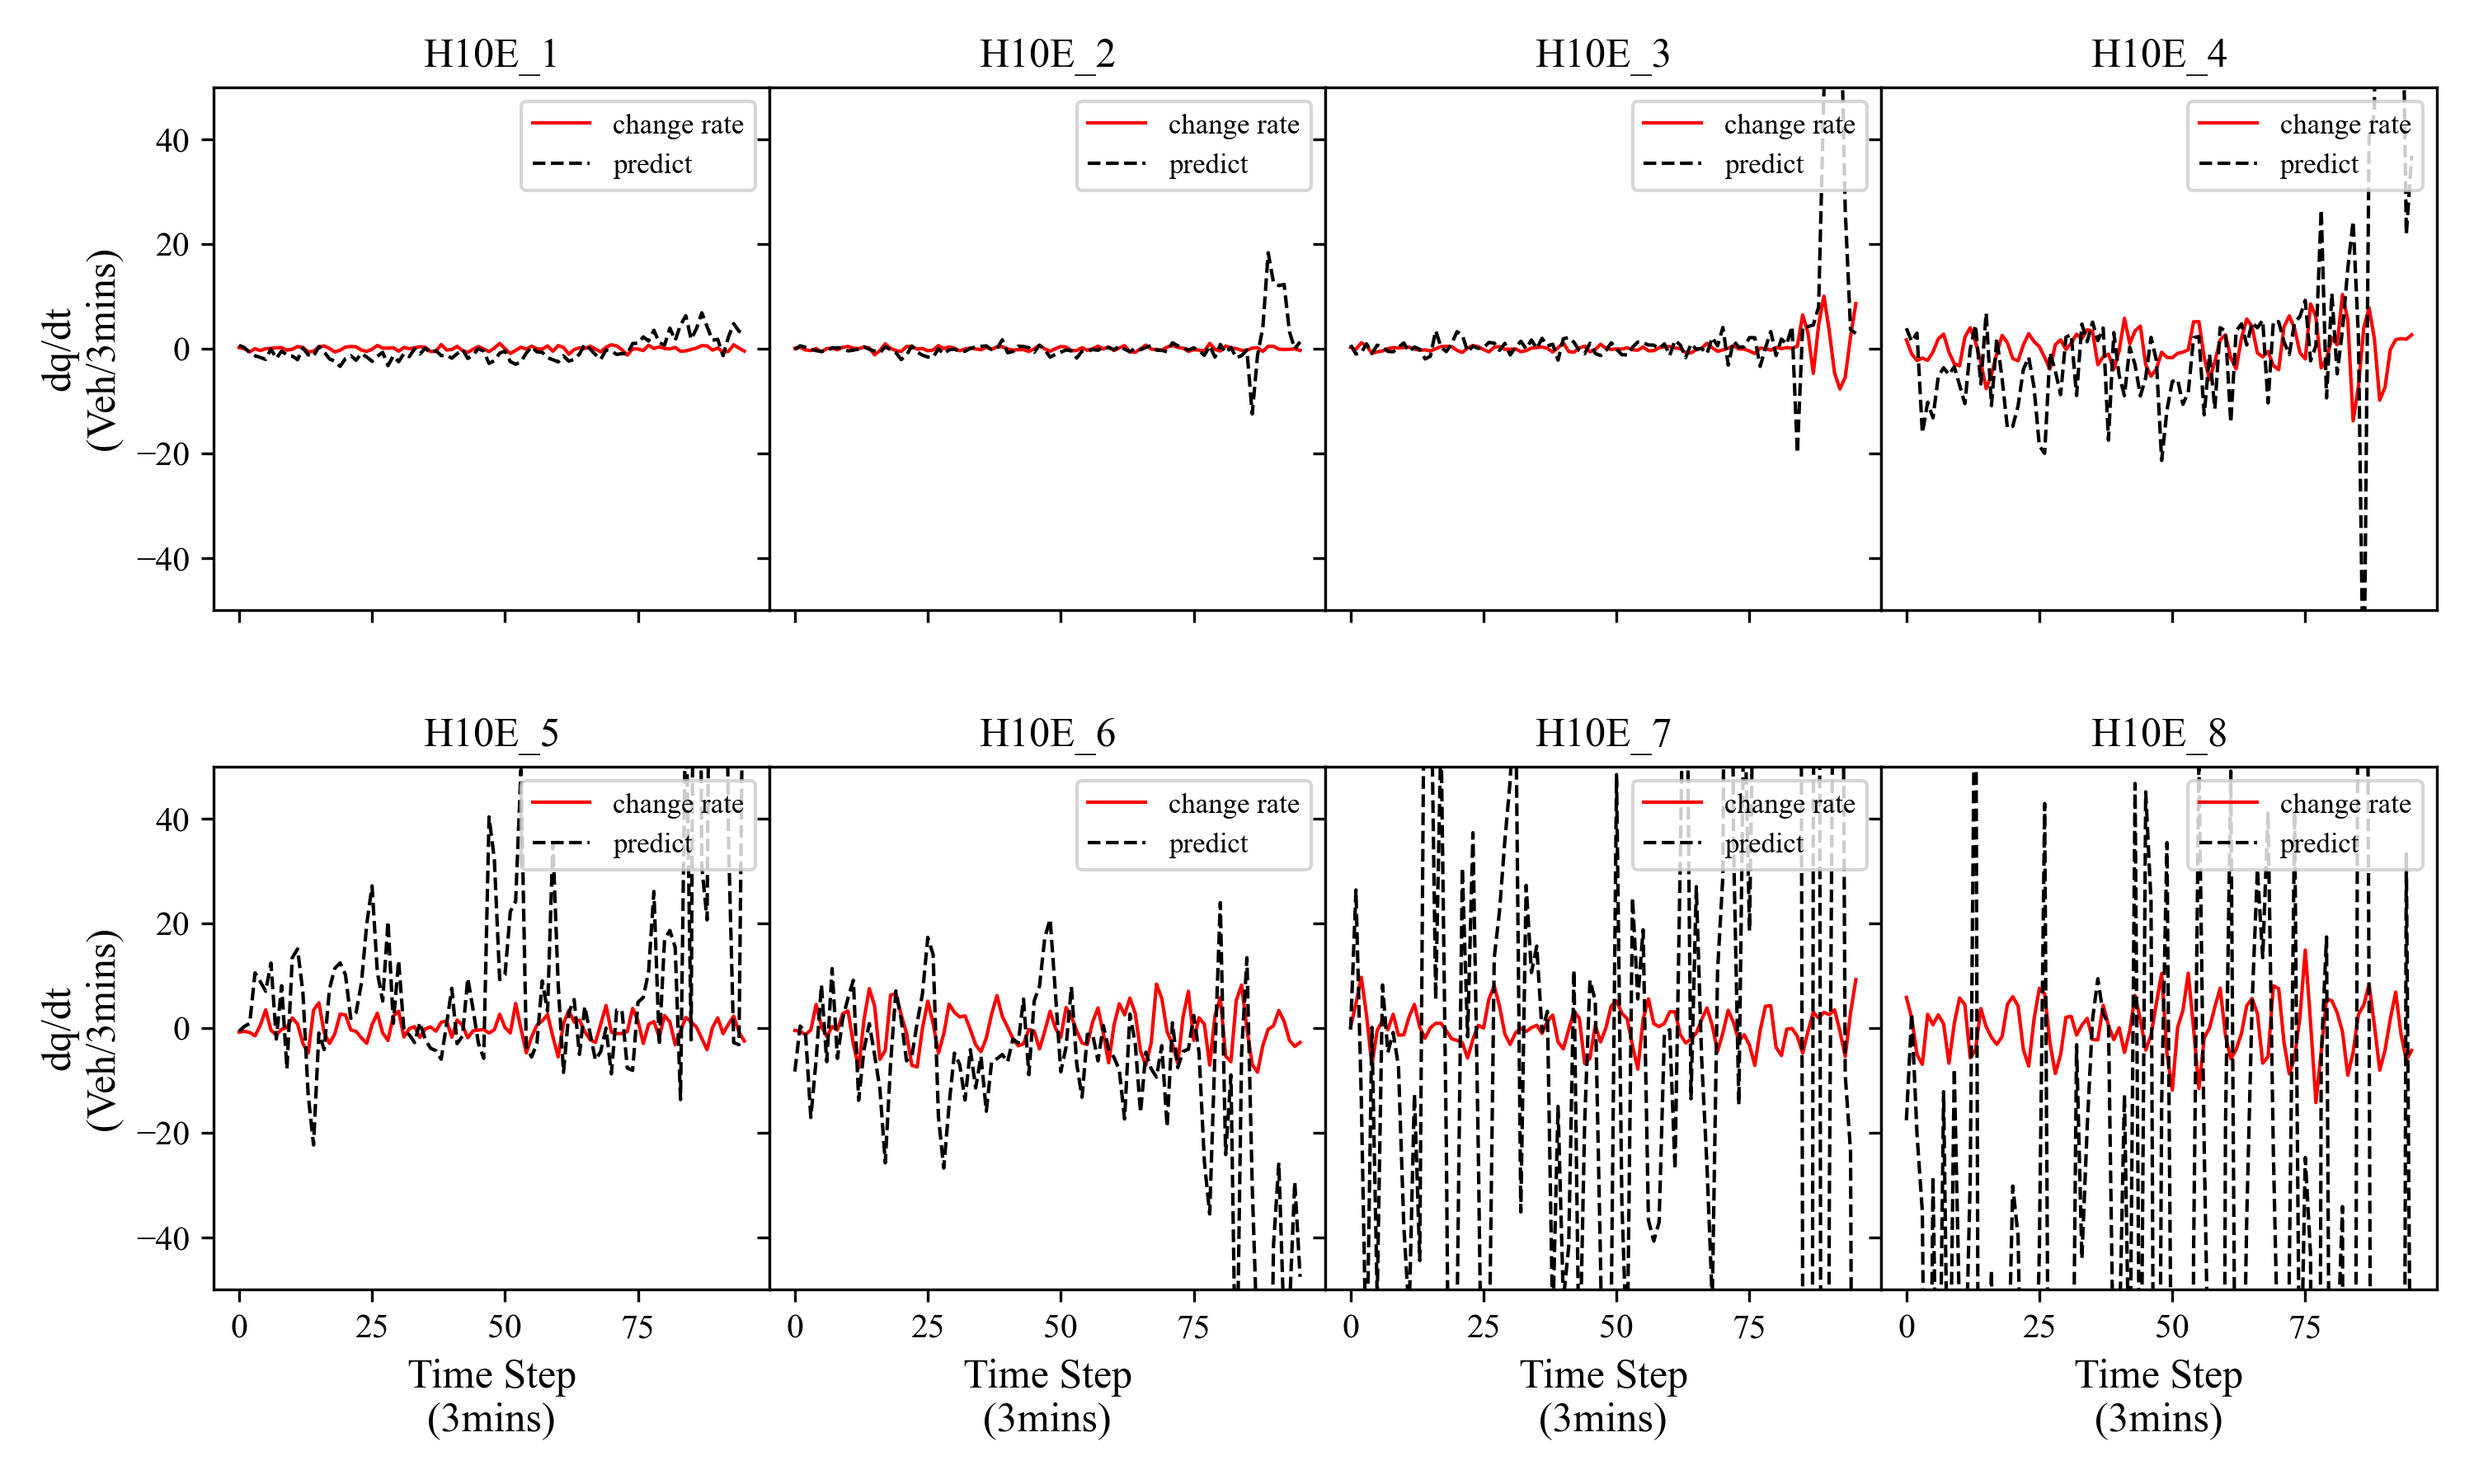 H10E_1
H10E_2
H10E_3
H10E_4
dq/dt
(Veh/3mins)
40
20
0
−20
−40
change rate
predict
change rate
predict
change rate
predict
change rate
predict
H10E_5
H10E_6
H10E_7
H10E_8
dq/dt
(Veh/3mins)
40
20
0
−20
−40
change rate
predict
change rate
predict
change rate
predict
change rate
predict
0 25 50 75
0 25 50 75
0 25 50 75
0 25 50 75
Time Step
(3mins)
Time Step
(3mins)
Time Step
(3mins)
Time Step
(3mins)